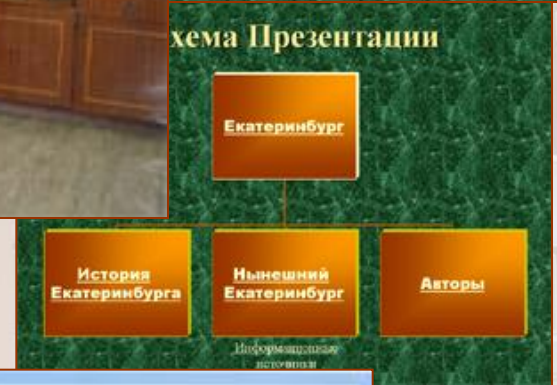 хема Презентации
Екатеринбург
История
Екатеринбурга
Нынешний
Екатеринбург
Авторы
Информационные
источники